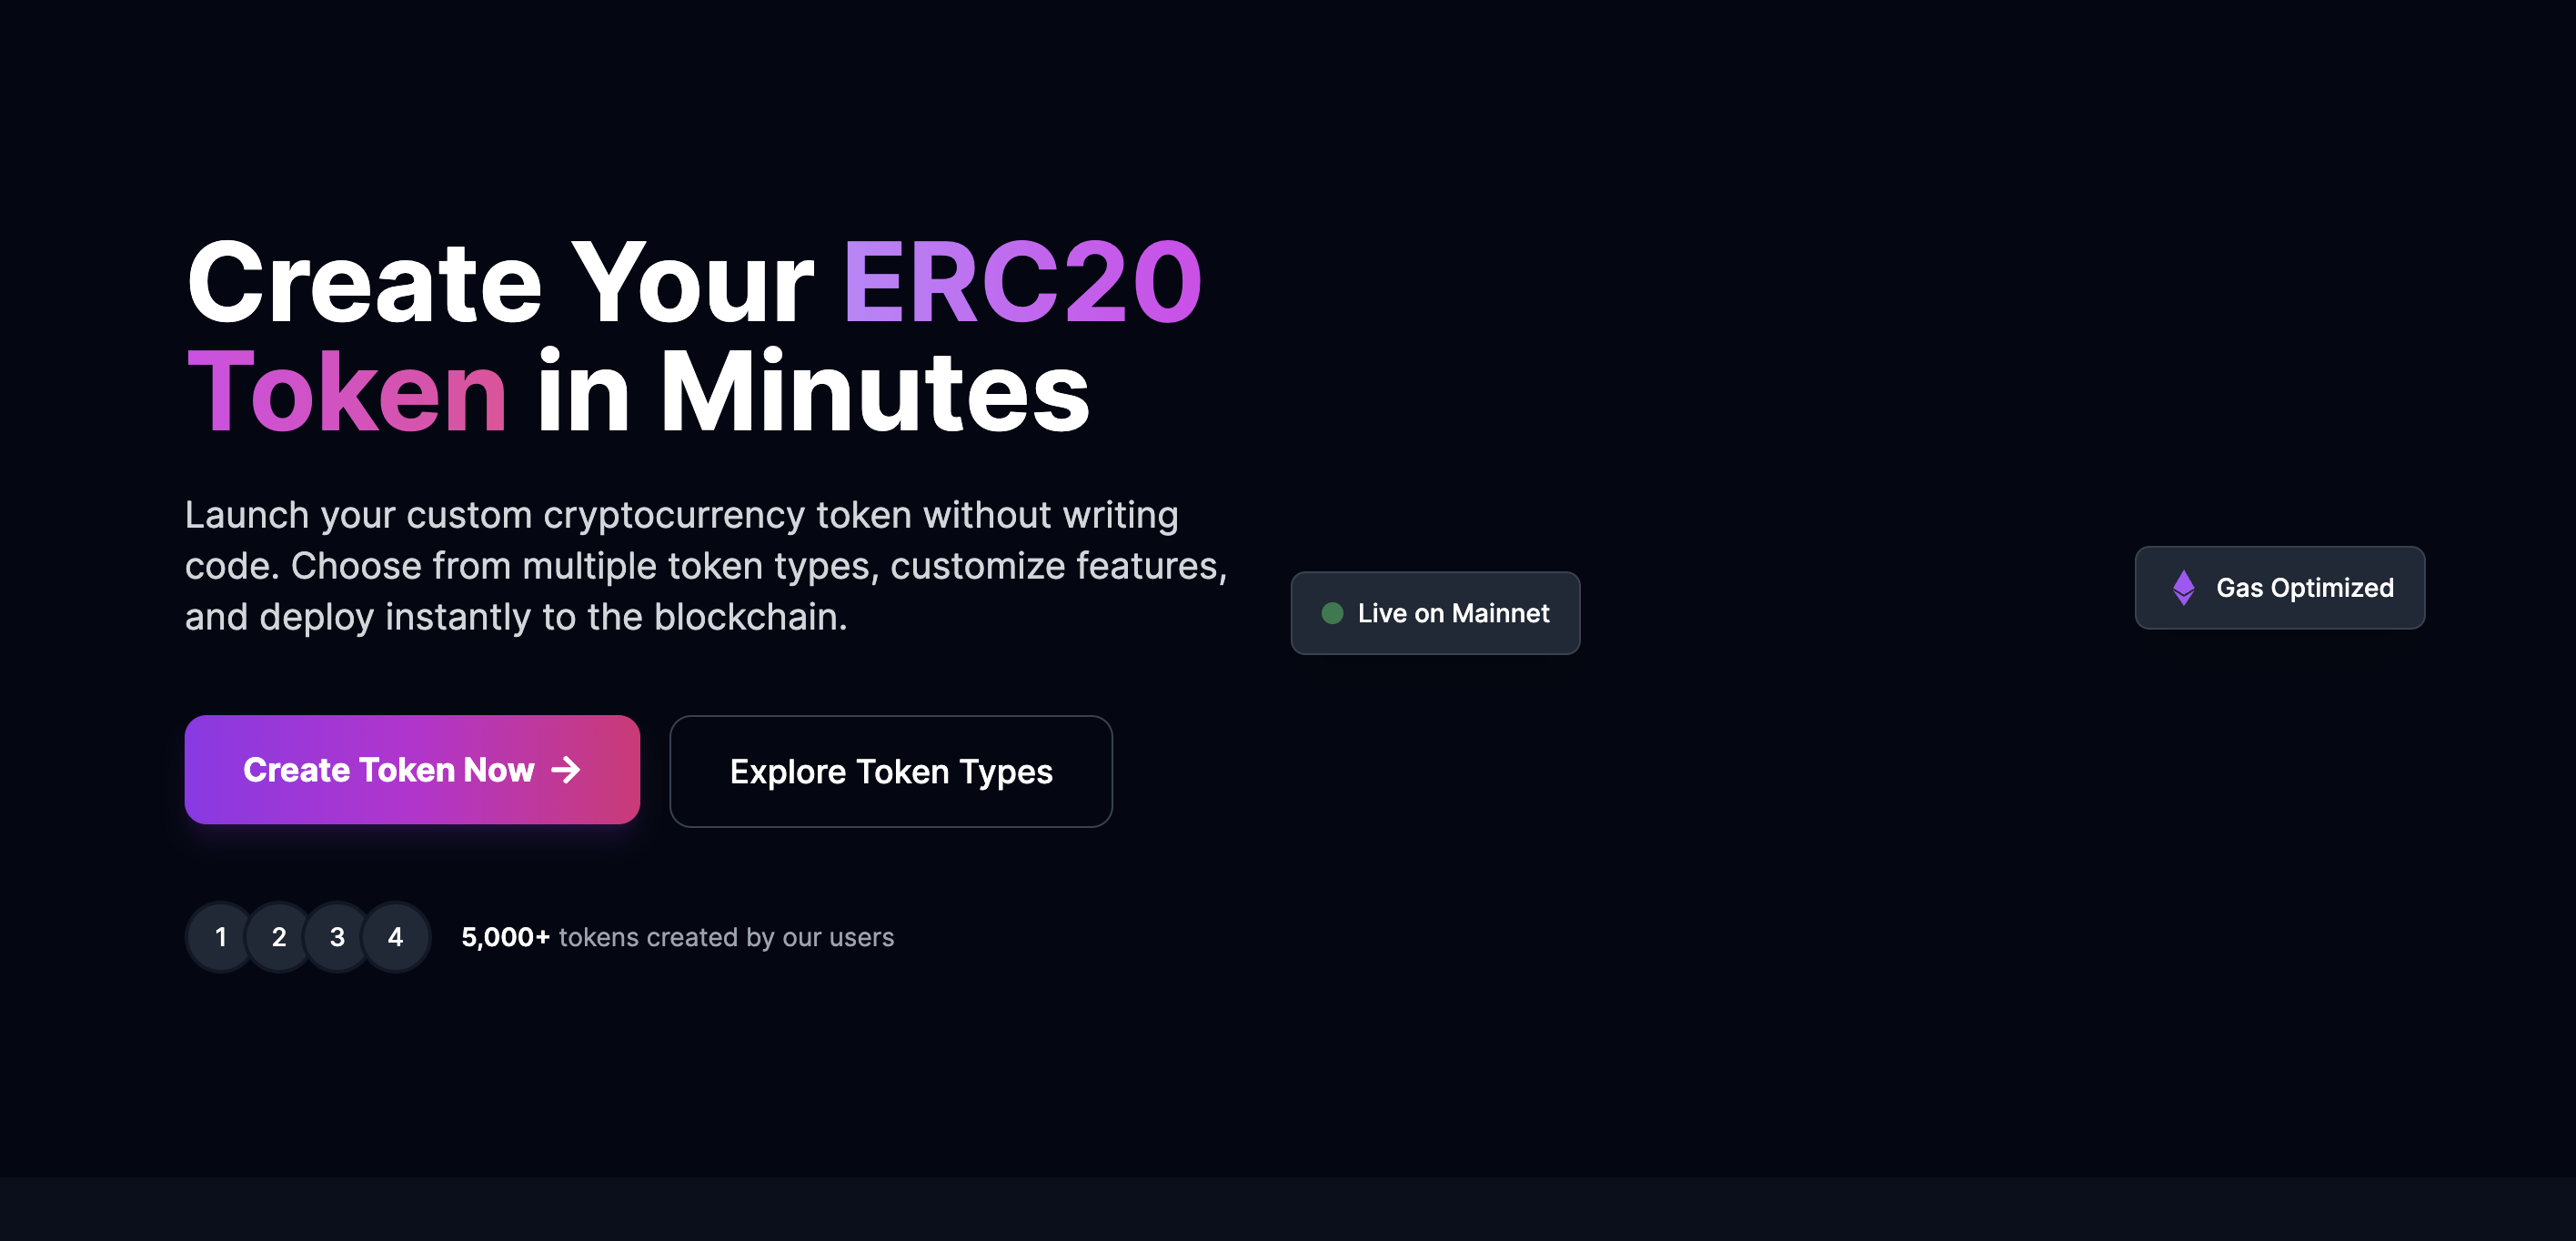 Create Your ERC20
Token in Minutes
Launch your custom cryptocurrency token without writing
code. Choose from multiple token types, customize features,
and deploy instantly to the blockchain.
Live on Mainnet
Gas Optimized
Create Token Now →
Explore Token Types
1 2 3 4 5,000+ tokens created by our users